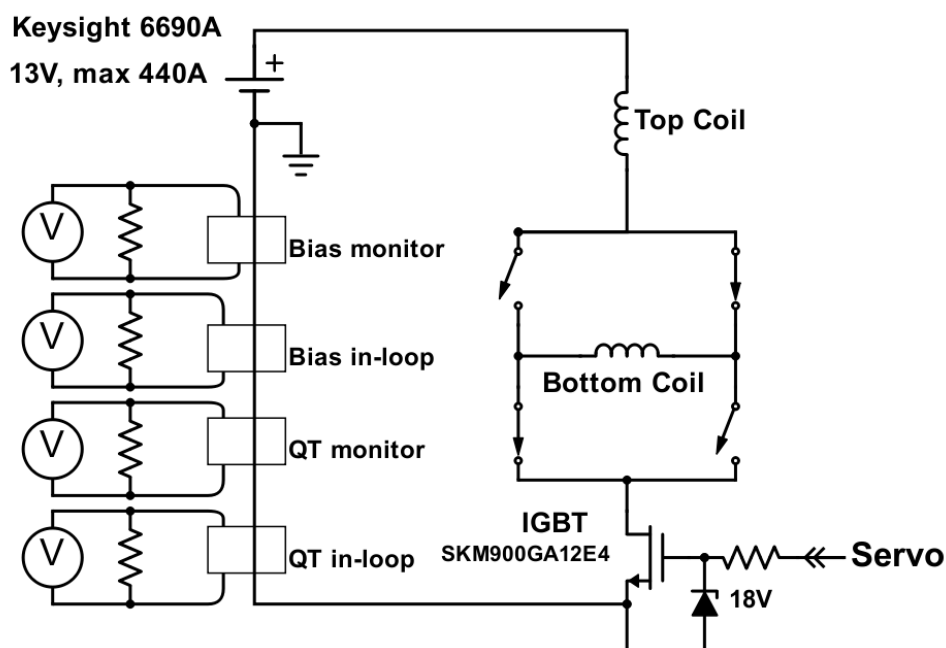 Keysight 6690A
13V, max 440A
+
Top Coil
V
Bias monitor
V
Bias in-loop
Bottom Coil
V
QT monitor
IGBT
SKM900GA12E4
Servo
V
QT in-loop
18V